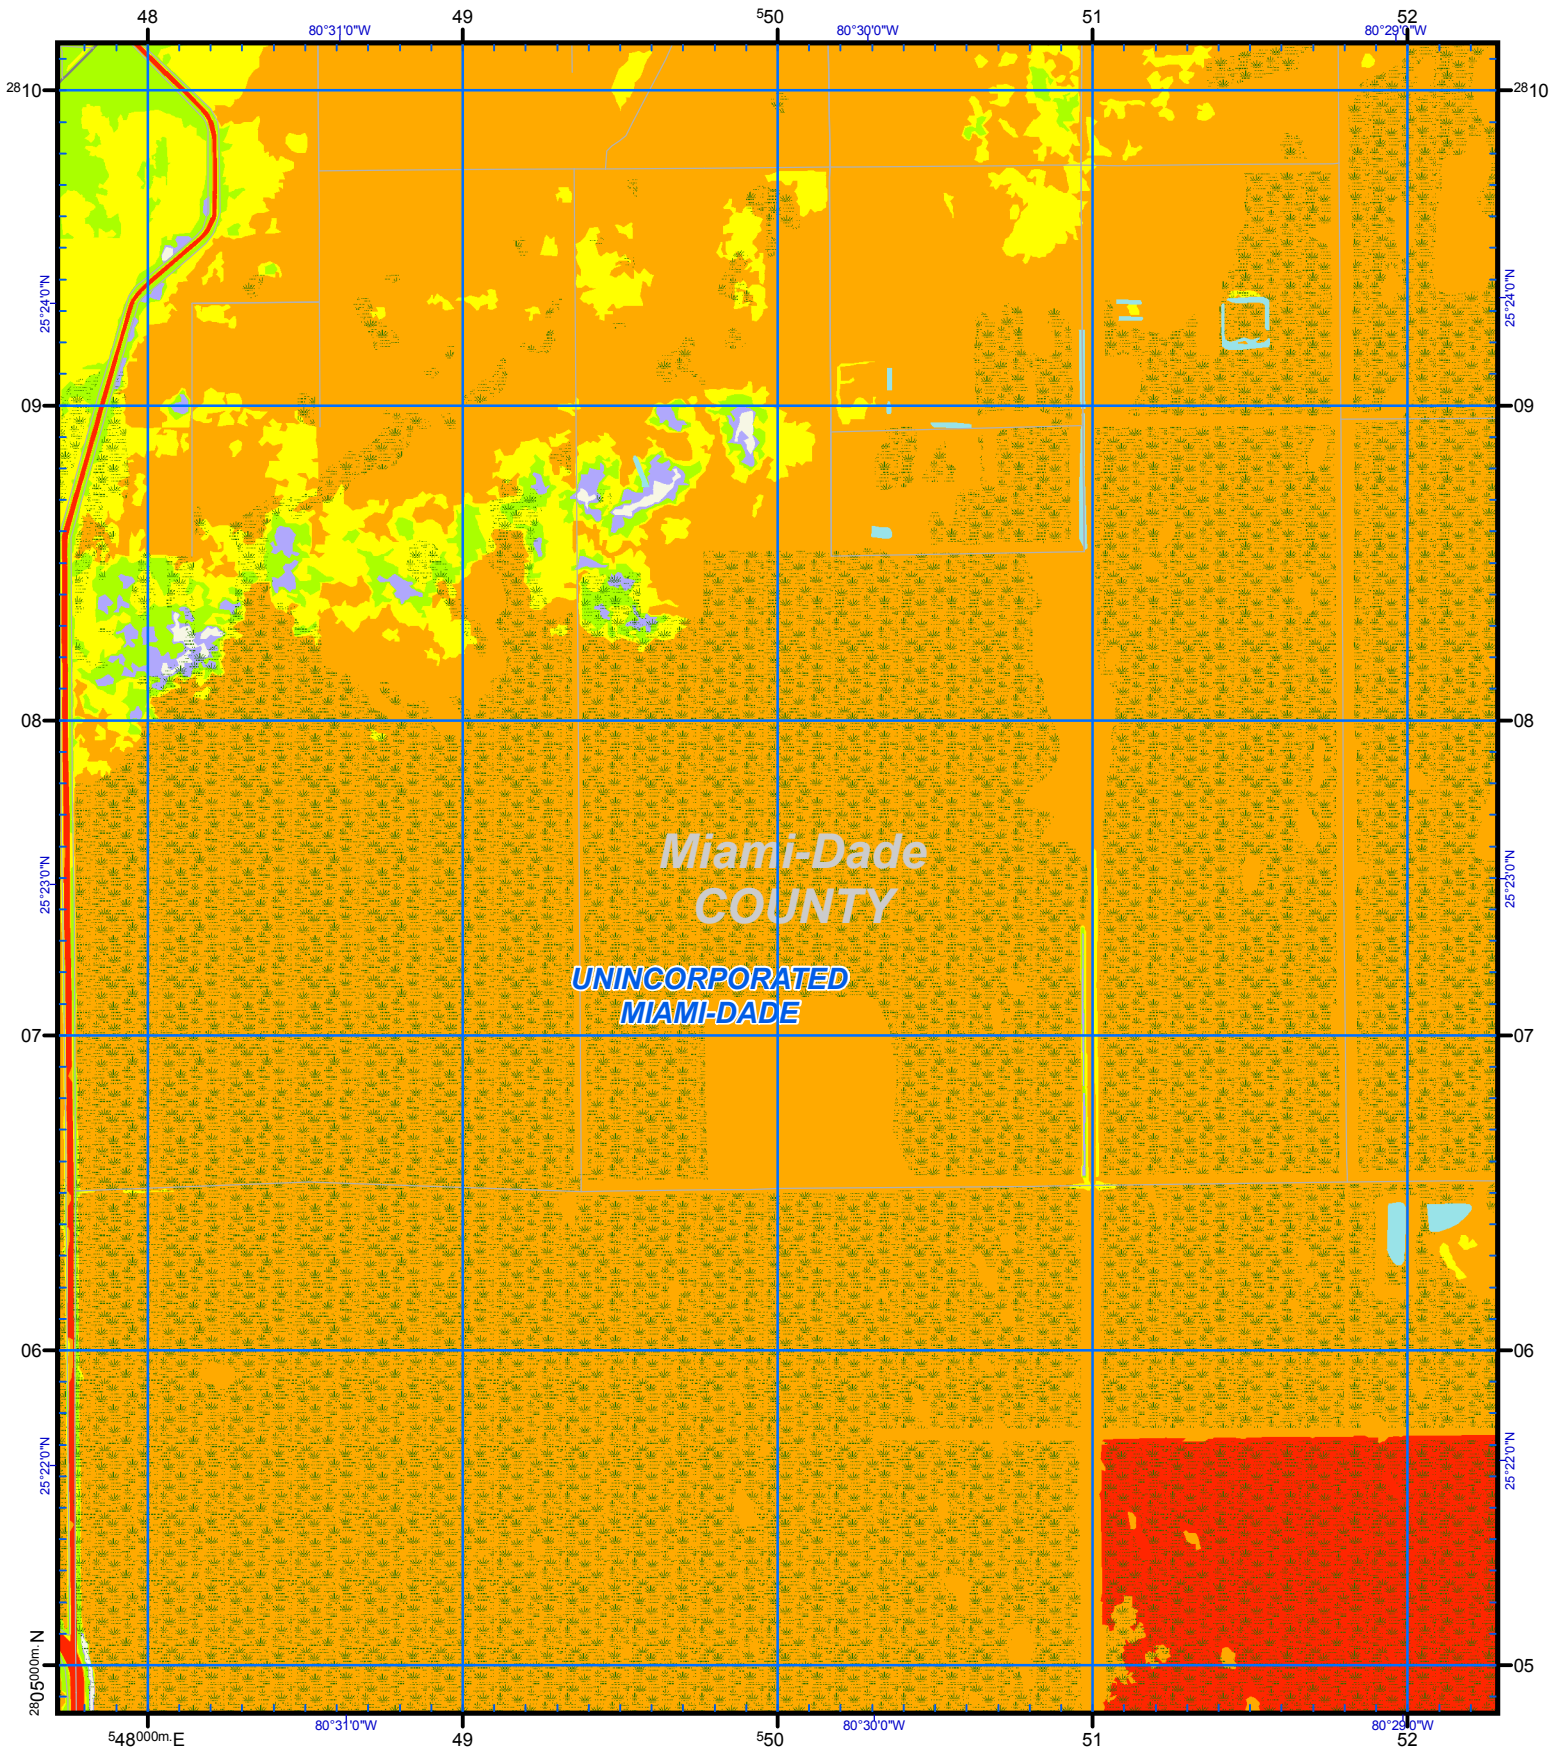 48 49 550 51 52
80°31'0"W 80°30'0"W 80°29'0"W
2810 2810
25°24'0"N 25°24'0"N
09 09
08 08
Miami-Dade
COUNTY
25°23'0"N 25°23'0"N
UNINCORPORATED
MIAMI-DADE
07 07
06 06
25°22'0"N 25°22'0"N
2805000m. N 05
80°31'0"W 80°30'0"W 80°29'0"W
548000m. E 49 550 51 52